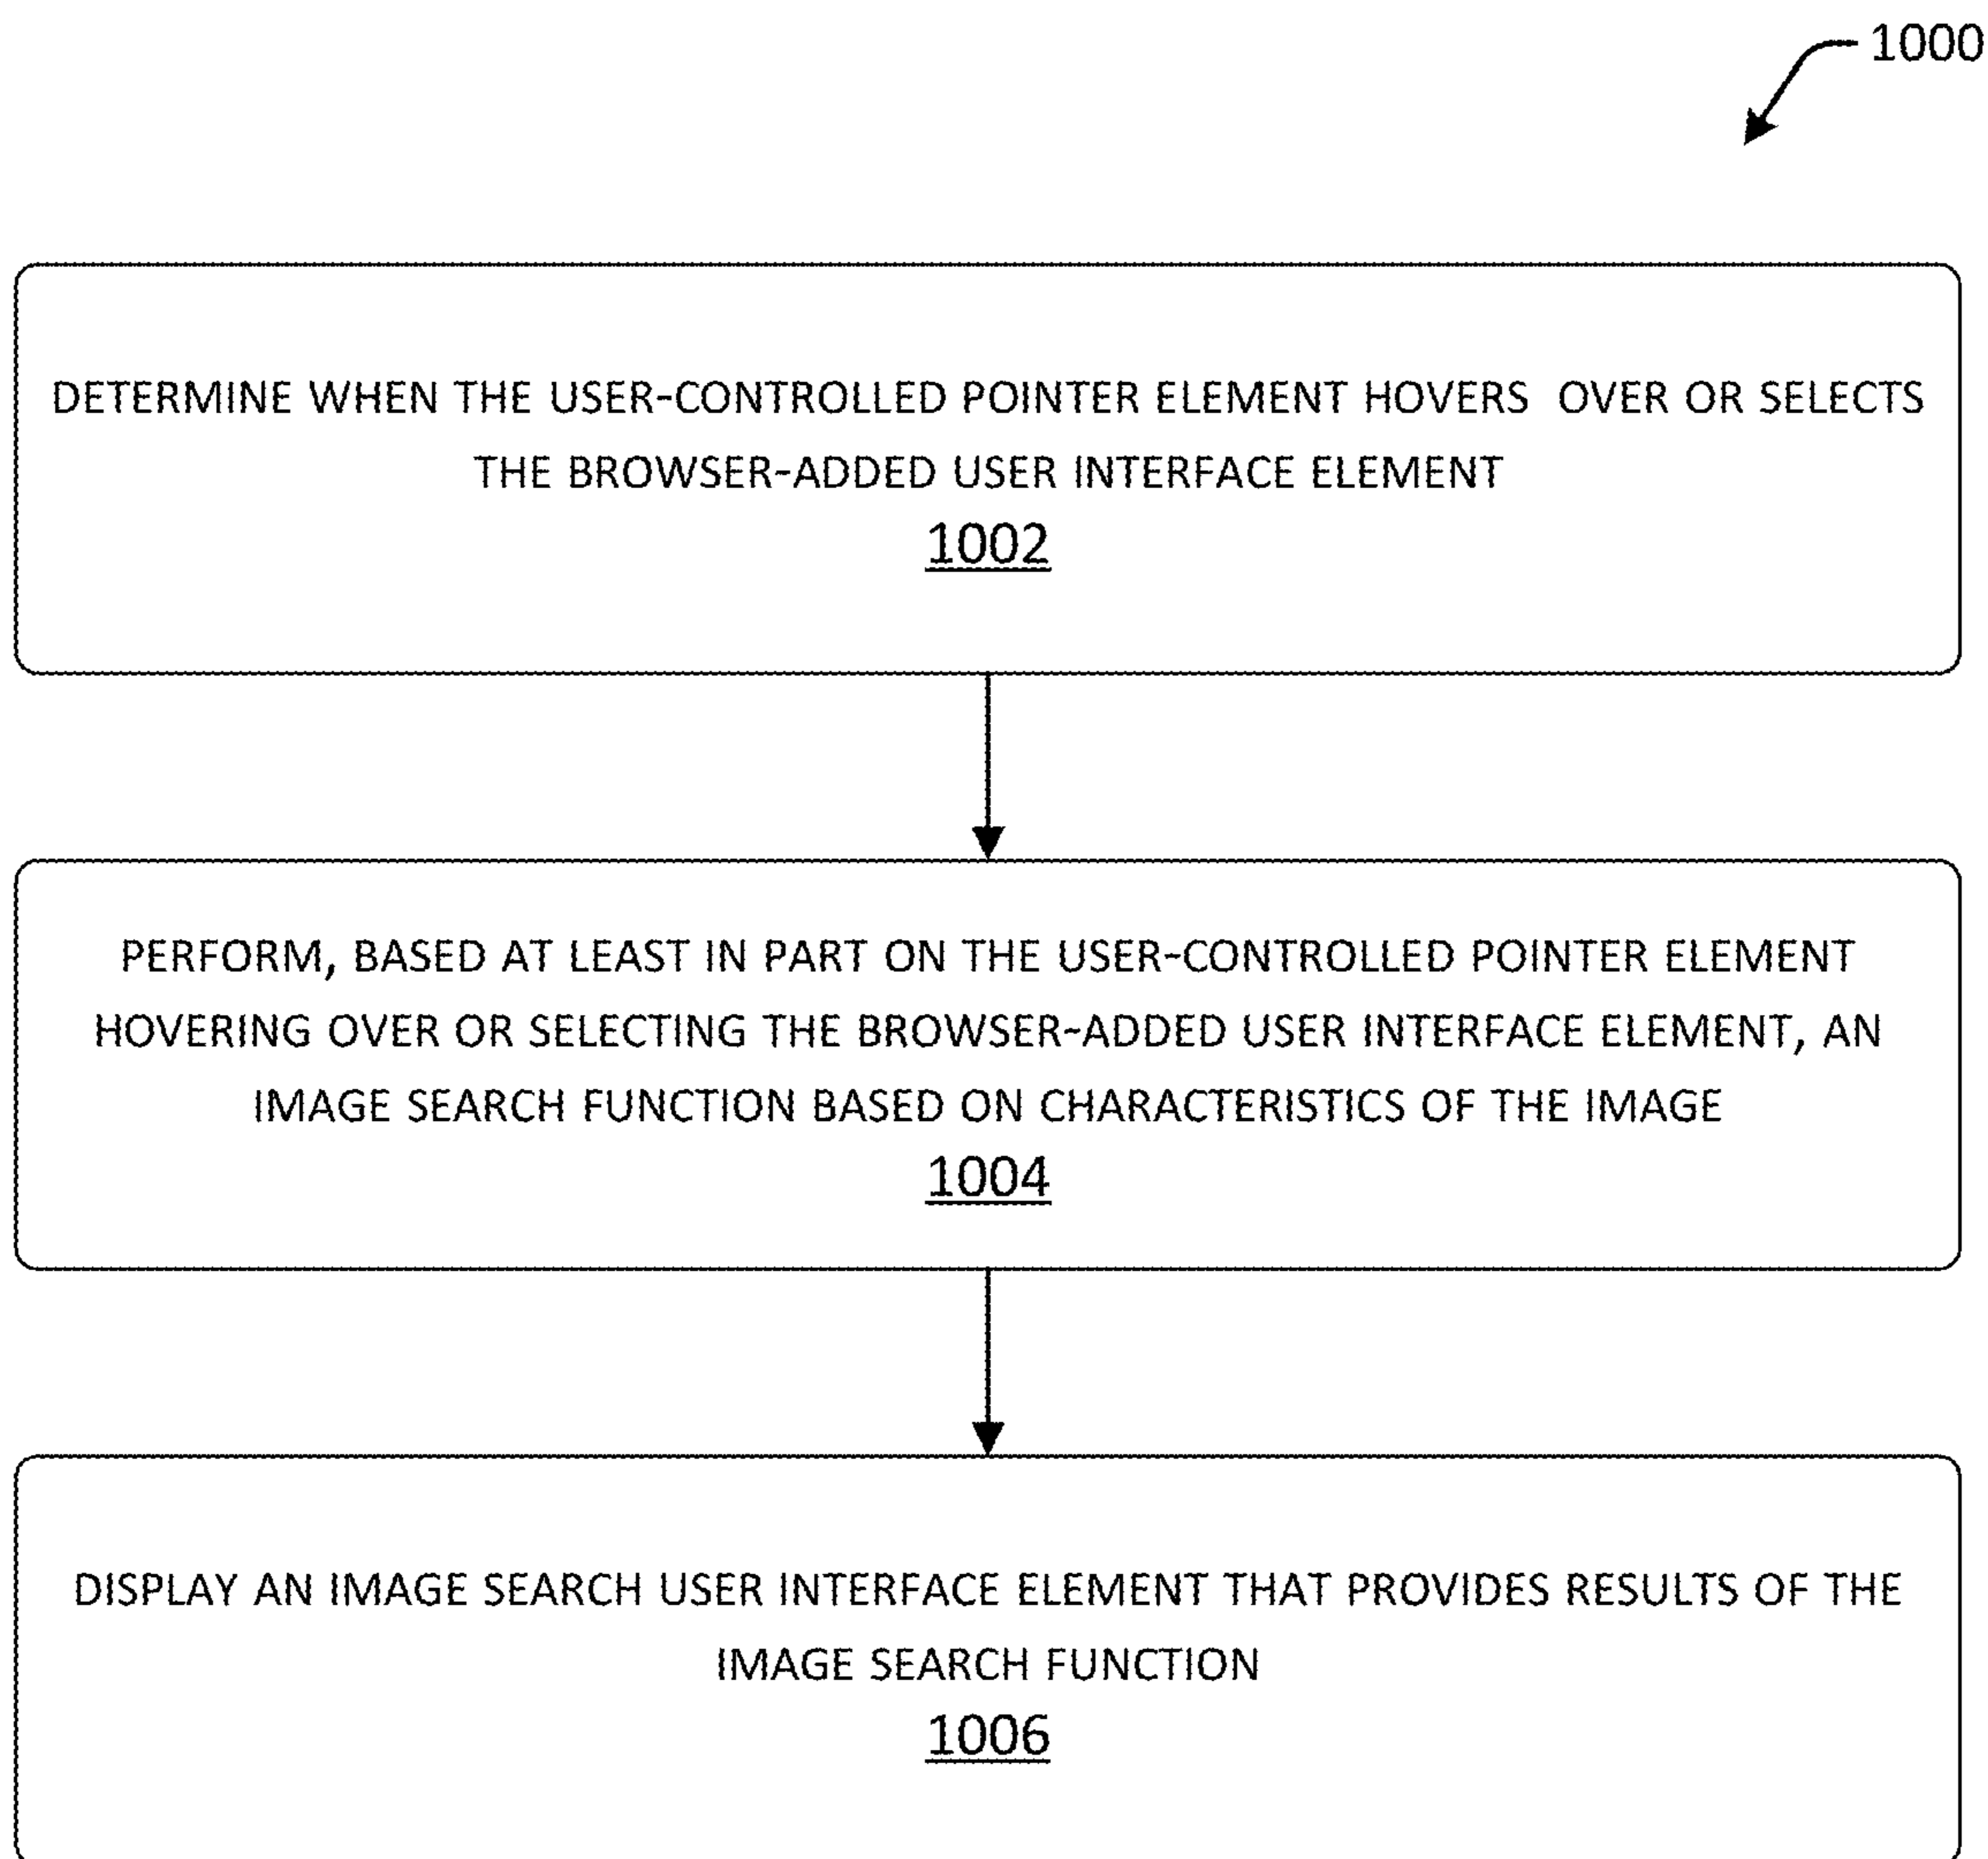 1000
DETERMINE WHEN THE USER-CONTROLLED POINTER ELEMENT HOVERS OVER OR SELECTS
THE BROWSER-ADDED USER INTERFACE ELEMENT
1002
PERFORM, BASED AT LEAST IN PART ON THE USER-CONTROLLED POINTER ELEMENT
HOVERING OVER OR SELECTING THE BROWSER-ADDED USER INTERFACE ELEMENT, AN
IMAGE SEARCH FUNCTION BASED ON CHARACTERISTICS OF THE IMAGE
1004
DISPLAY AN IMAGE SEARCH USER INTERFACE ELEMENT THAT PROVIDES RESULTS OF THE
IMAGE SEARCH FUNCTION
1006